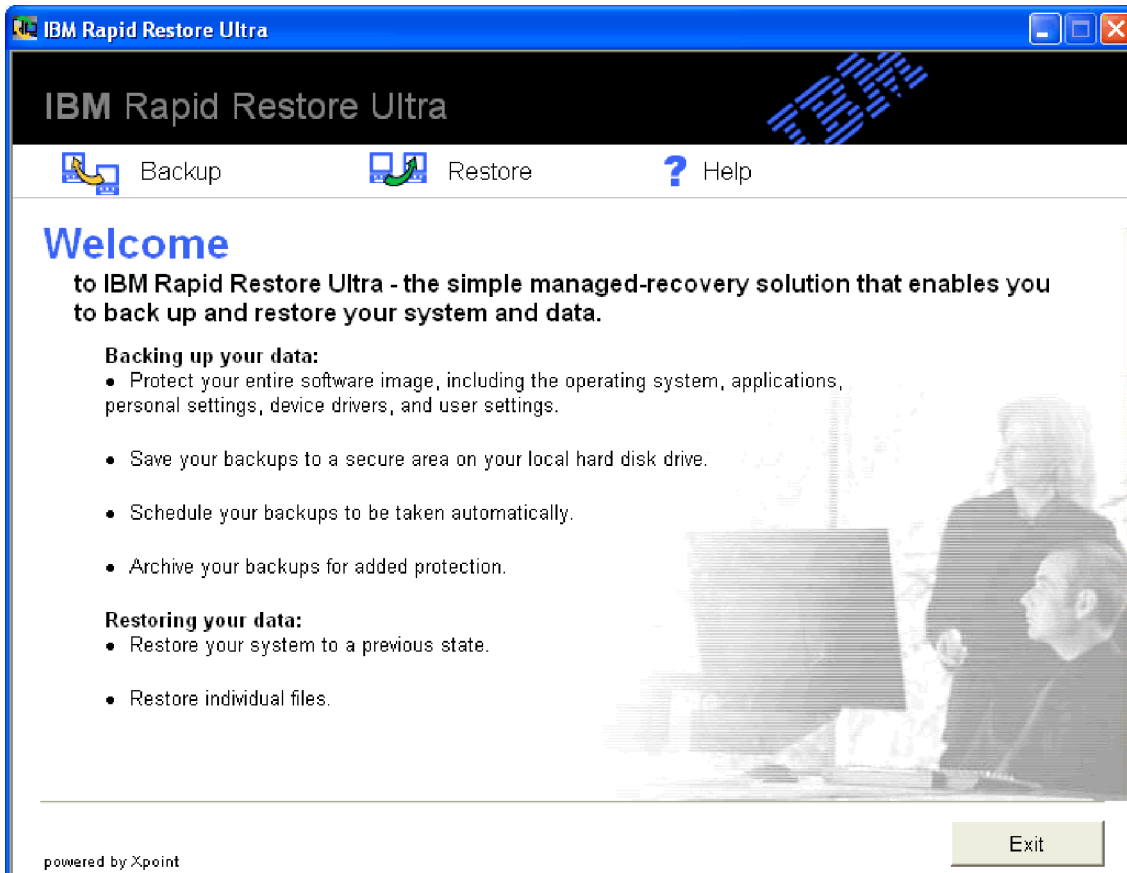 IBM Rapid Restore Ultra
IBM Rapid Restore Ultra
IBM
Backup
Restore
? Help
Welcome
to IBM Rapid Restore Ultra - the simple managed-recovery solution that enables you
to back up and restore your system and data.
Backing up your data:
• Protect your entire software image, including the operating system, applications,
personal settings, device drivers, and user settings.
• Save your backups to a secure area on your local hard disk drive.
• Schedule your backups to be taken automatically.
• Archive your backups for added protection.
Restoring your data:
• Restore your system to a previous state.
• Restore individual files.
Exit
powered by Xpoint